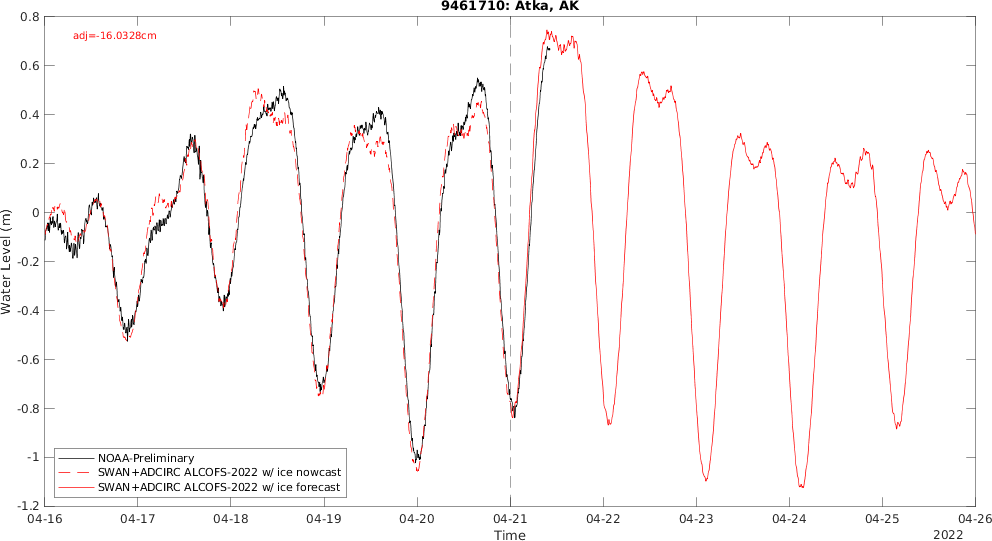 9461710: Atka, AK
adj=-16.0328cm
Water Level (m)
0.8
0.6
0.4
0.2
0
-0.2
-0.4
-0.6
-0.8
-1
-1.2
NOAA-Preliminary
SWAN+ADCIRC ALCOFS-2022 w/ ice nowcast
SWAN+ADCIRC ALCOFS-2022 w/ ice forecast
04-16 04-17 04-18 04-19 04-20 04-21 04-22 04-23 04-24 04-25 04-26
Time
2022